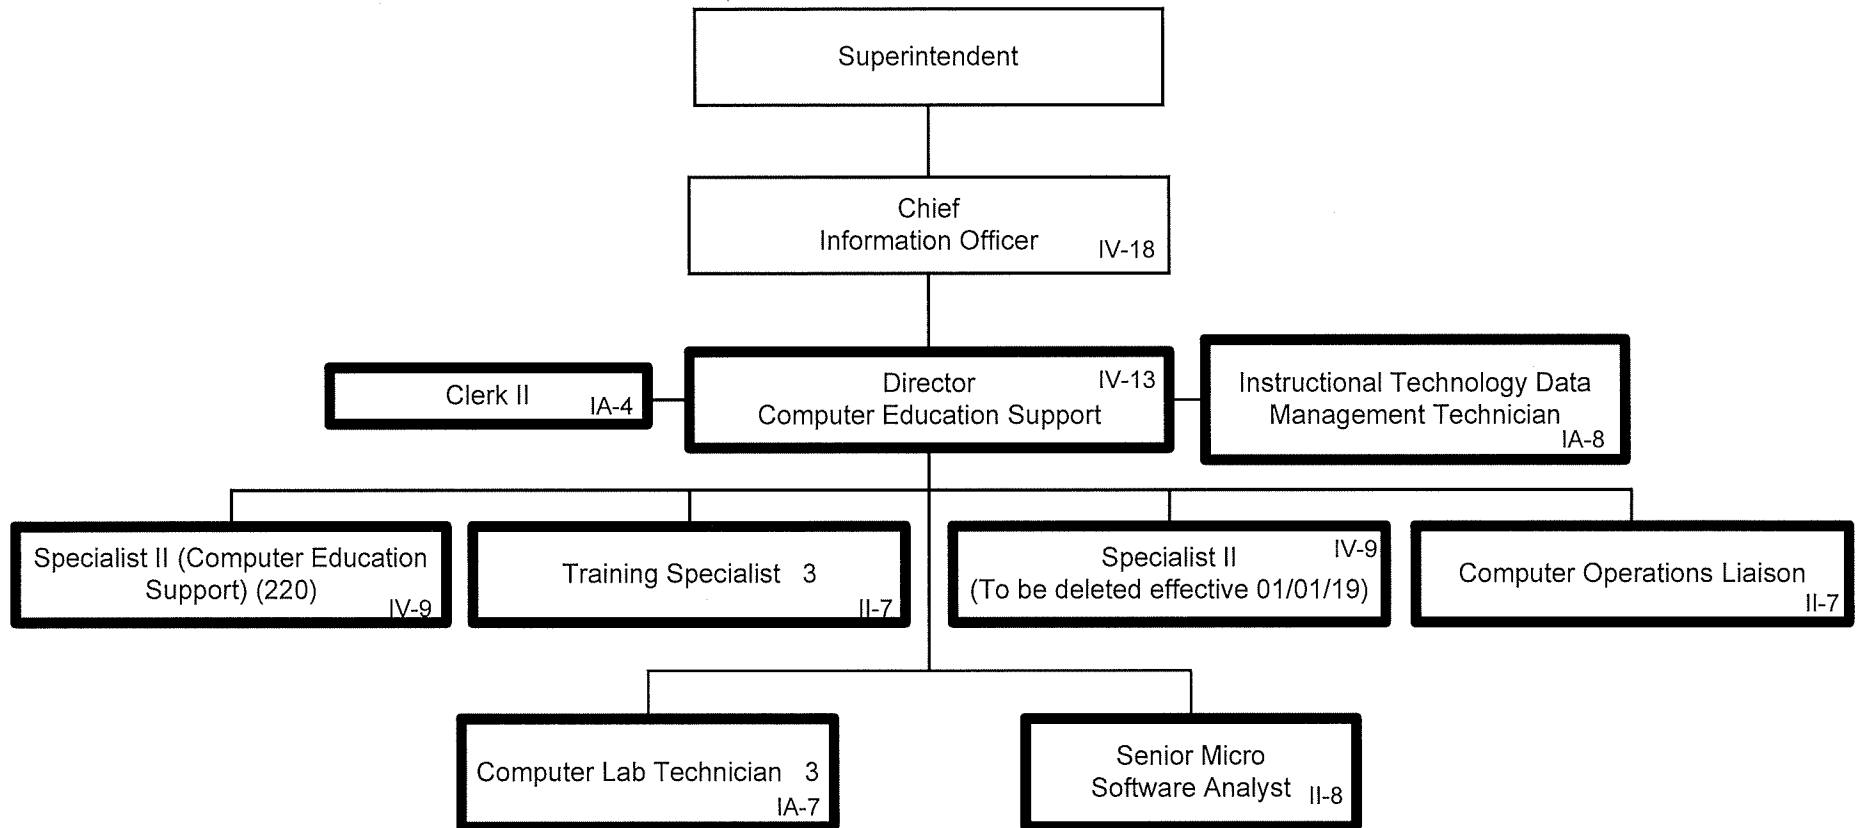 Superintendent
Chief
Information Officer
IV-18
Clerk II
IA-4
Director
Computer Education Support
IV-13
Instructional Technology Data
Management Technician
IA-8
Specialist II (Computer Education
Support) (220)
IV-9
Training Specialist 3
II-7
Specialist II
(To be deleted effective 01/01/19)
IV-9
Computer Operations Liaison
II-7
Computer Lab Technician 3
IA-7
Senior Micro
Software Analyst
II-8